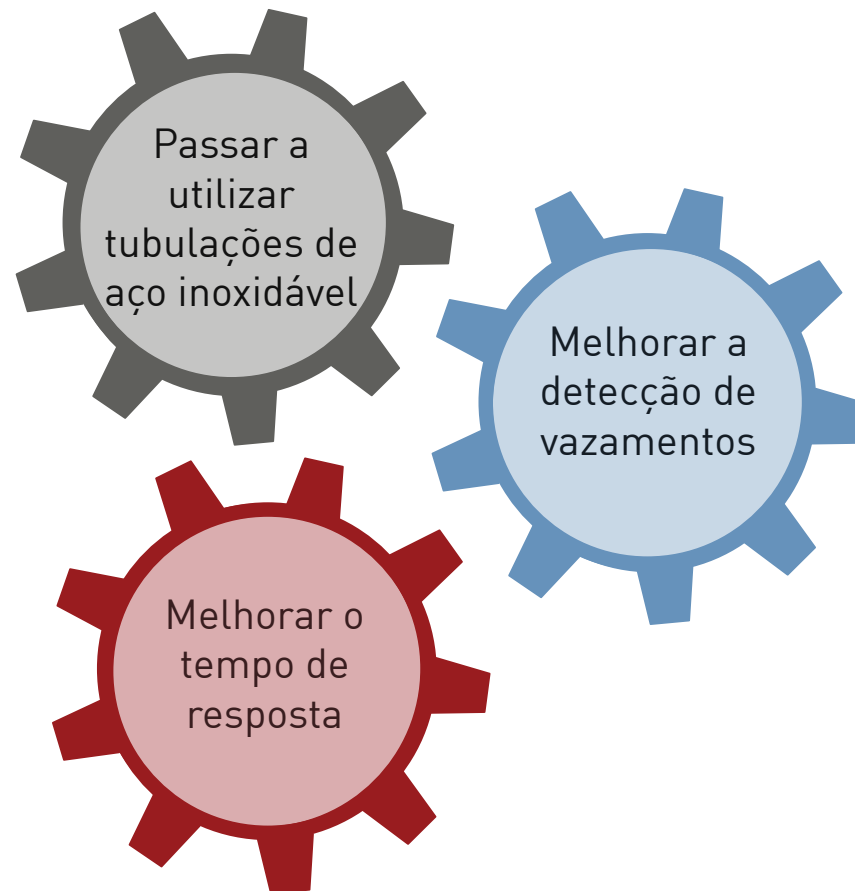 Passar a
utilizar
tubulações de
aço inoxidável
Melhorar a
detecção de
vazamentos
Melhorar o
tempo de
resposta